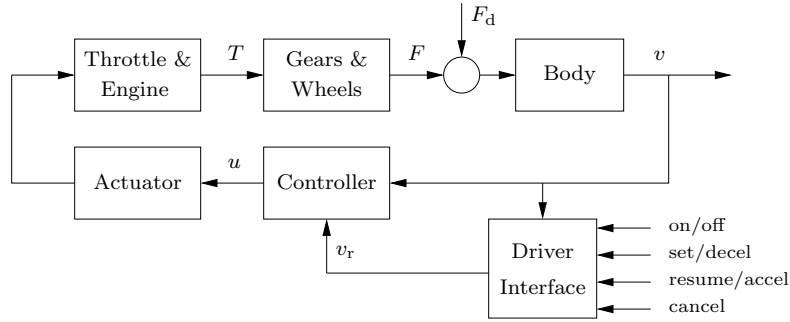 F_d
Throttle &
Engine
T
Gears &
Wheels
F
Body
v
Actuator
u
Controller
v_r
Driver
Interface
on/off
set/decel
resume/accel
cancel